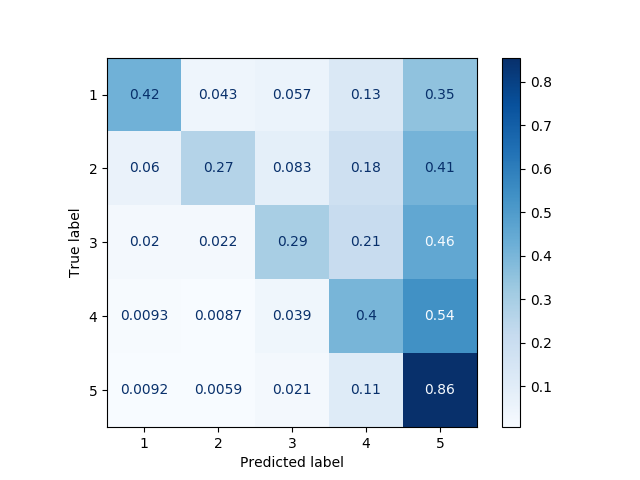 1 0.42 0.043 0.057 0.13 0.35
2 0.06 0.27 0.083 0.18 0.41
3 0.02 0.022 0.29 0.21 0.46
4 0.0093 0.0087 0.039 0.4 0.54
5 0.0092 0.0059 0.021 0.11 0.86
1 2 3 4 5
Predicted label
True label
0.8
0.7
0.6
0.5
0.4
0.3
0.2
0.1